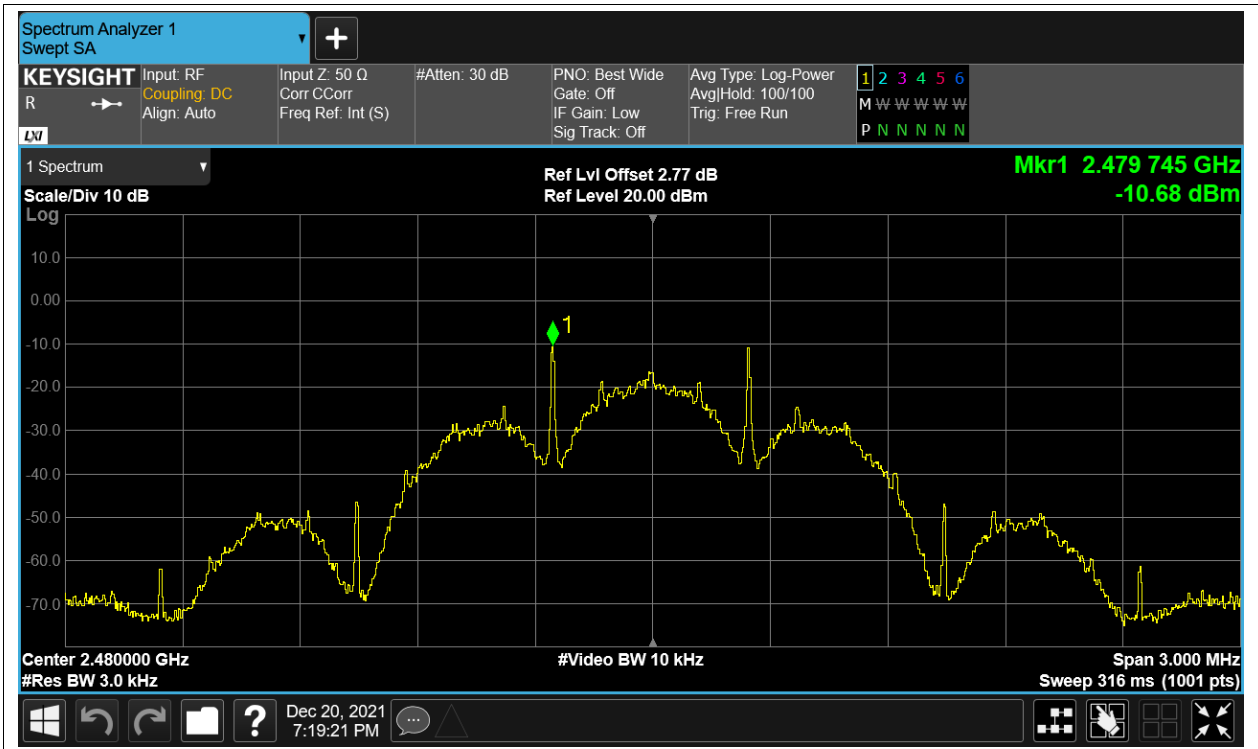 Spectrum Analyzer 1
Swept SA
KEYSIGHT
R
LXI
Input: RF
Coupling: DC
Align: Auto
Input Z: 50 Ω
Corr CCorr
Freq Ref: Int (S)
#Atten: 30 dB
PNO: Best Wide
Gate: Off
IF Gain: Low
Sig Track: Off
Avg Type: Log-Power
Avg|Hold: 100/100
Trig: Free Run
1 2 3 4 5 6
M W W W W W W
P N N N N N
1 Spectrum
Scale/Div 10 dB
Ref Lvl Offset 2.77 dB
Ref Level 20.00 dBm
Mkr1 2.479 745 GHz
-10.68 dBm
Log
10.0
0.00
-10.0
-20.0
-30.0
-40.0
-50.0
-60.0
-70.0
1
Center 2.480000 GHz
#Res BW 3.0 kHz
#Video BW 10 kHz
Span 3.000 MHz
Sweep 316 ms (1001 pts)
?
Dec 20, 2021
7:19:21 PM